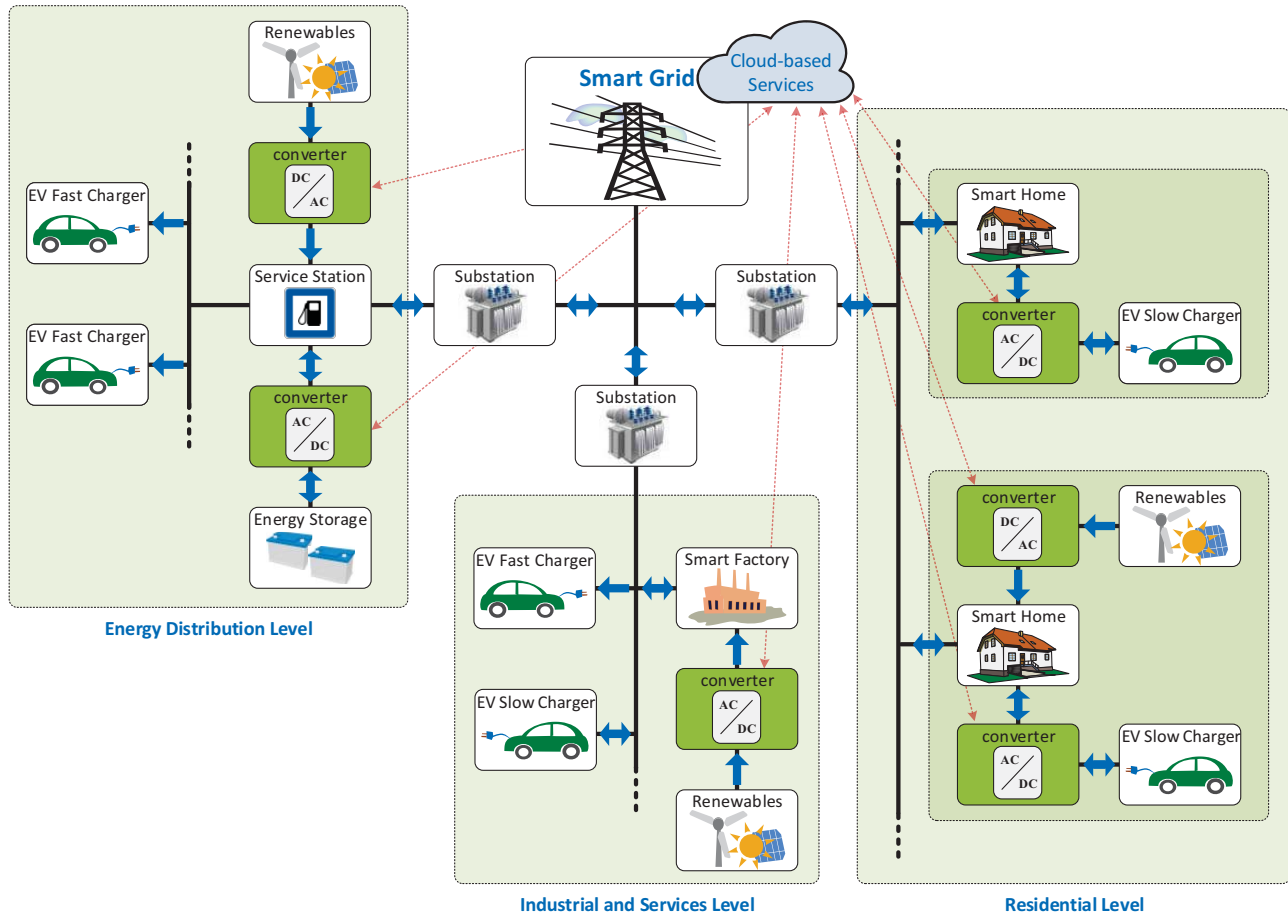 Renewables
converter
DC
AC
EV Fast Charger
Service Station
EV Fast Charger
converter
AC
DC
Energy Storage
Energy Distribution Level
Smart Grid
Cloud-based
Services
Substation
Substation
Substation
EV Fast Charger
Smart Factory
converter
AC
DC
EV Slow Charger
Renewables
Industrial and Services Level
Smart Home
converter
AC
DC
EV Slow Charger
converter
DC
AC
Renewables
Smart Home
converter
AC
DC
EV Slow Charger
Residential Level